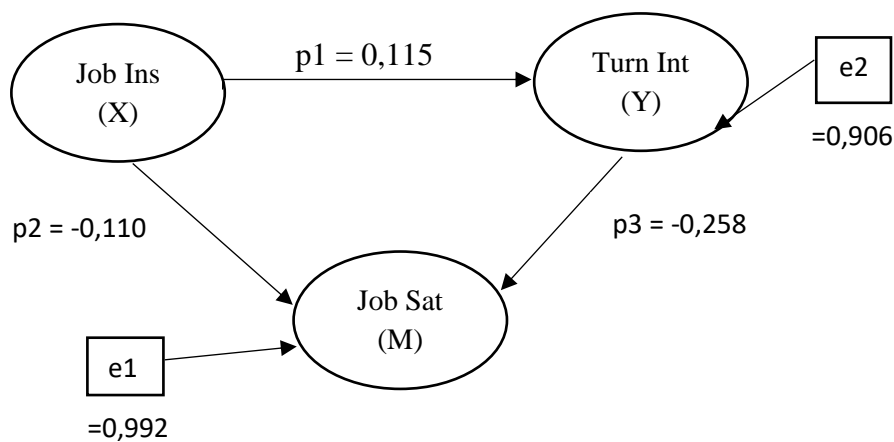 Job Ins
(X)
p1 = 0,115
Turn Int
(Y)
e2
=0,906
p2 = -0,110
p3 = -0,258
Job Sat
(M)
e1
=0,992